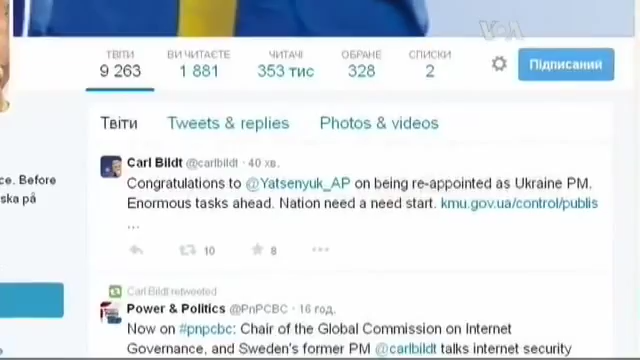 VOA
ТВІТИ ВИ ЧИТАЄТЕ ЧИТАЧІ ОБРАНЕ СПИСКИ
9 263 1 881 353 тис 328 2
Підписаний
Твіти Tweets & replies Photos & videos
Carl Bildt @carlbildt · 40 хв.
Congratulations to @Yatsenyuk_AP on being re-appointed as Ukraine PM.
Enormous tasks ahead. Nation need a need start. kmu.gov.ua/control/publis
...
10 8
ce. Before
ska på
Carl Bildt retweeted
Power & Politics @PnPCBC · 16 год.
Now on #pnpcbc: Chair of the Global Commission on Internet
Governance, and Sweden's former PM @carlbildt talks internet security